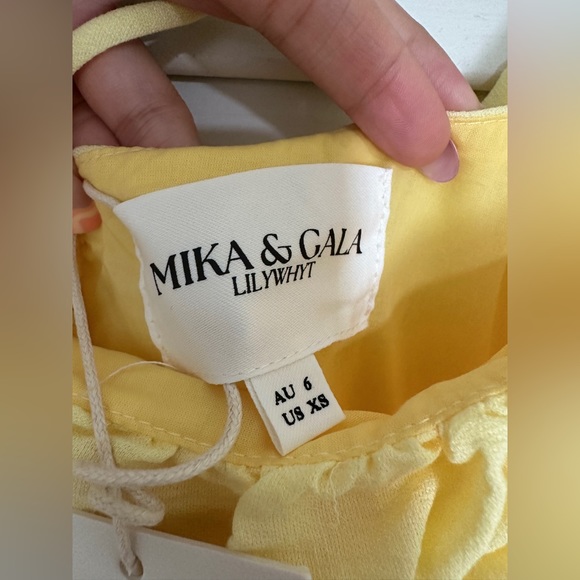 MIKA & GALA
LILYWHYT
AU 6
US XS